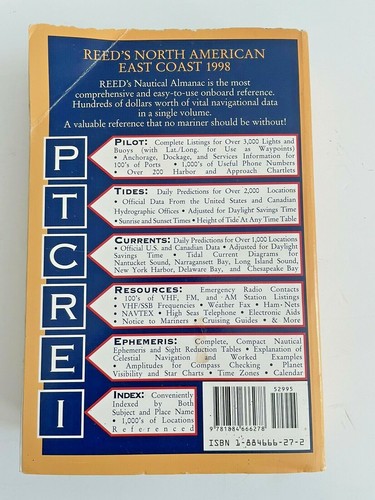 REED'S NORTH AMERICAN
EAST COAST 1998
REED's Nautical Almanac is the most
comprehensive and easy-to-use onboard reference.
Hundreds of dollars worth of vital navigational data
in a single volume.
A valuable reference that no mariner should be without!
P
PILOT: Complete Listings for Over 3,000 Lights and
Buoys (with Lat./Long. for Use as Waypoints)
• Anchorage, Dockage, and Services Information for
100's of Ports • 1,000's of Useful Phone Numbers
• Over 200 Harbor and Approach Chartlets
T
TIDES: Daily Predictions for Over 2,000 Locations
• Official Data From the United States and Canadian
Hydrographic Offices • Adjusted for Daylight Savings Time
• Sunrise and Sunset Times • Height of Tide At Any Time Table
C
CURRENTS: Daily Predictions for Over 1,000 Locations
• Official U.S. and Canadian Data • Adjusted for Daylight
Savings Time • Tidal Current Diagrams for
Nantucket Sound, Narragansett Bay, Long Island Sound,
New York Harbor, Delaware Bay, and Chesapeake Bay
R
RESOURCES: Emergency Radio Contacts
• 100's of VHF, FM, and AM Station Listings
• VHF/SSB Frequencies • Weather Fax • Ham-Nets
• NAVTEX • High Seas Telephone • Electronic Aids
• Notice to Mariners • Cruising Guides • & More
E
EPHEMERIS: Complete, Compact Nautical
Ephemeris and Sight Reduction Tables • Explanation of
Celestial Navigation and Worked Examples
• Amplitudes for Compass Checking • Planet
Visibility and Star Charts • Time Zones • Calendar
I
INDEX: Conveniently
Indexed by Both
Subject and Place Name
• 1,000's of Locations
Referenced
52995
9 781884 666278
ISBN 1-884666-27-2